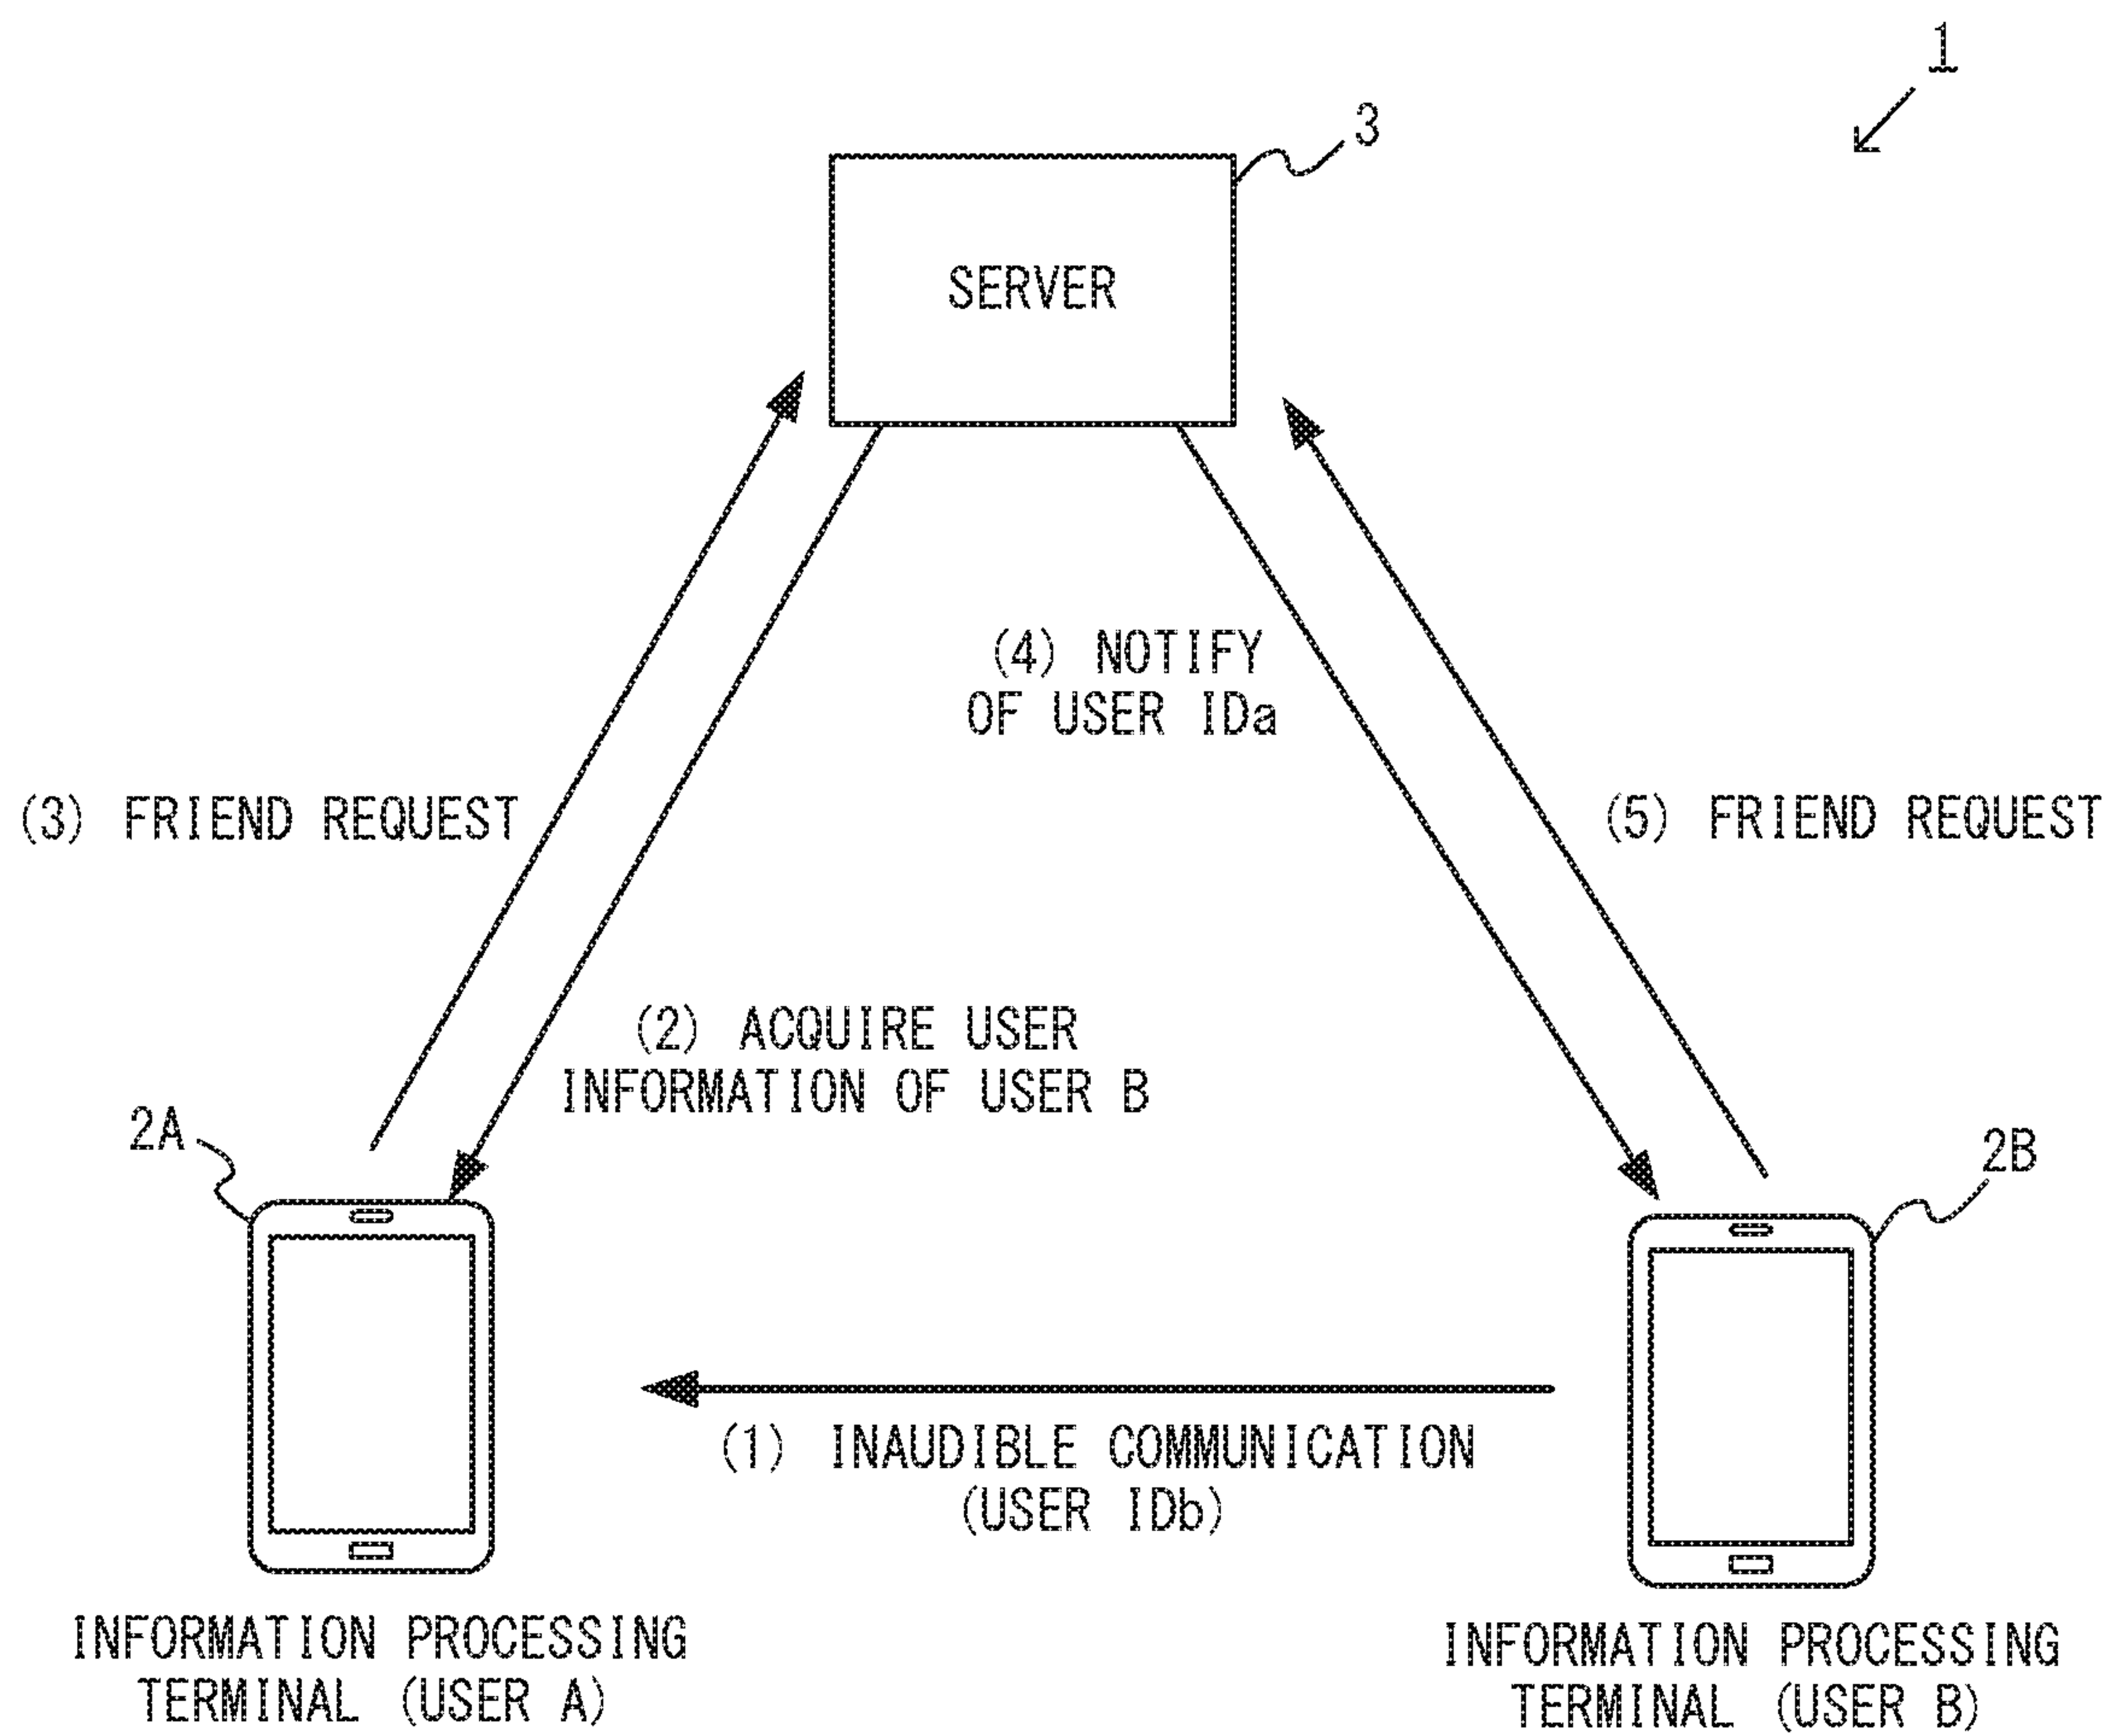 1
3
SERVER
(4) NOTIFY
OF USER IDa
(3) FRIEND REQUEST
(5) FRIEND REQUEST
(2) ACQUIRE USER
INFORMATION OF USER B
2A
2B
(1) INAUDIBLE COMMUNICATION
(USER IDb)
INFORMATION PROCESSING
TERMINAL (USER A)
INFORMATION PROCESSING
TERMINAL (USER B)